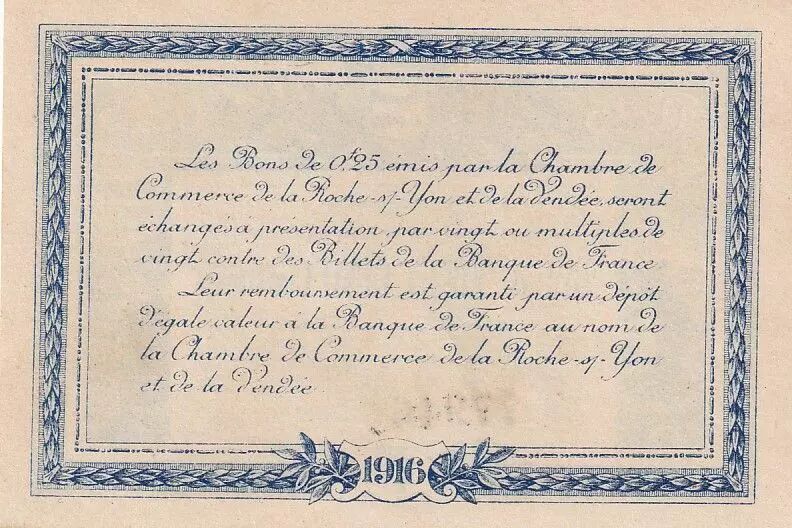 Les Bons de 0,f25 émis par la Chambre de
Commerce de la Roche-s/-Yon et de la Vendée, seront
échangés à présentation, par vingt ou multiples de
vingt contre des Billets de la Banque de France.
Leur remboursement est garanti par un dépôt
d'égale valeur à la Banque de France au nom de
la Chambre de Commerce de la Roche-s/-Yon
et de la Vendée.
1916